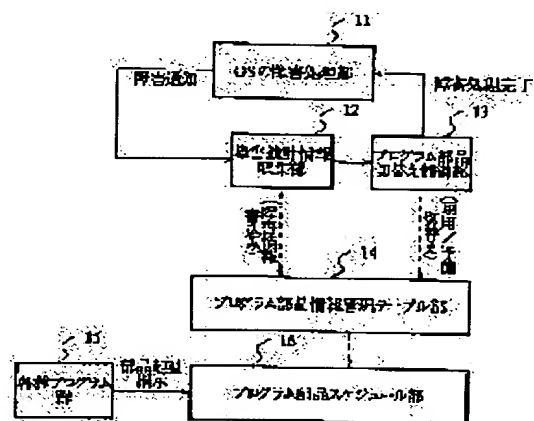 11
OSの障害処理部
障害通知
障害処理完了
12
13
障害統計情報
収集部
プログラム部品
切替え制御部
14
プログラム部品情報管理テーブル部
15
16
外部プログラム
群
部品起動
指示
プログラム部品スケジュール部